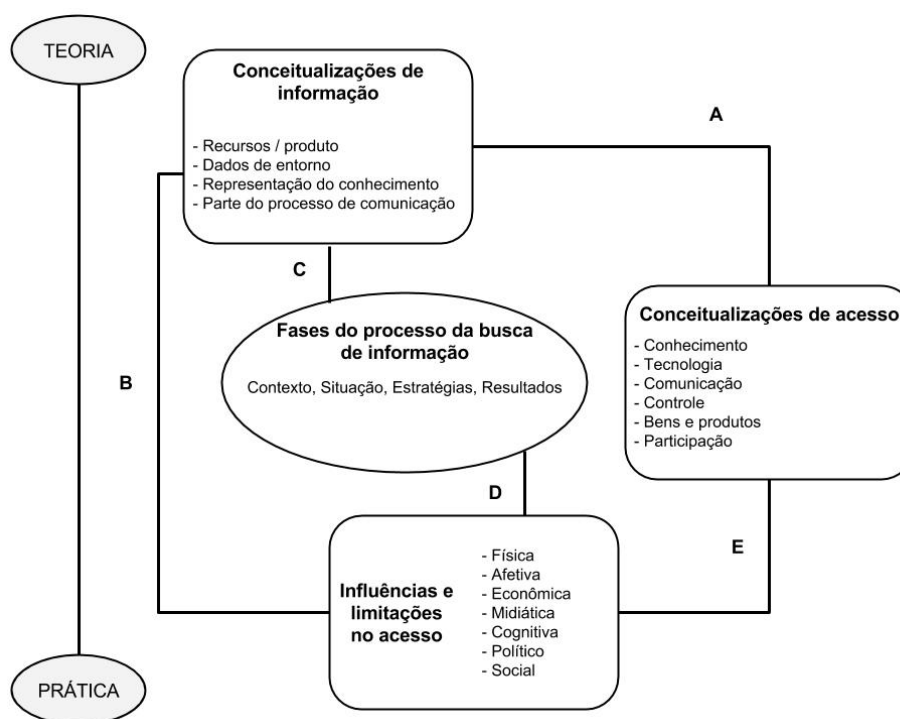 TEORIA
Conceitualizações de
informação
- Recursos / produto
- Dados de entorno
- Representação do conhecimento
- Parte do processo de comunicação
A
C
Fases do processo da busca
de informação
Contexto, Situação, Estratégias, Resultados
Conceitualizações de acesso
- Conhecimento
- Tecnologia
- Comunicação
- Controle
- Bens e produtos
- Participação
B
D
E
Influências e
limitações
no acesso
- Física
- Afetiva
- Econômica
- Midiática
- Cognitiva
- Político
- Social
PRÁTICA